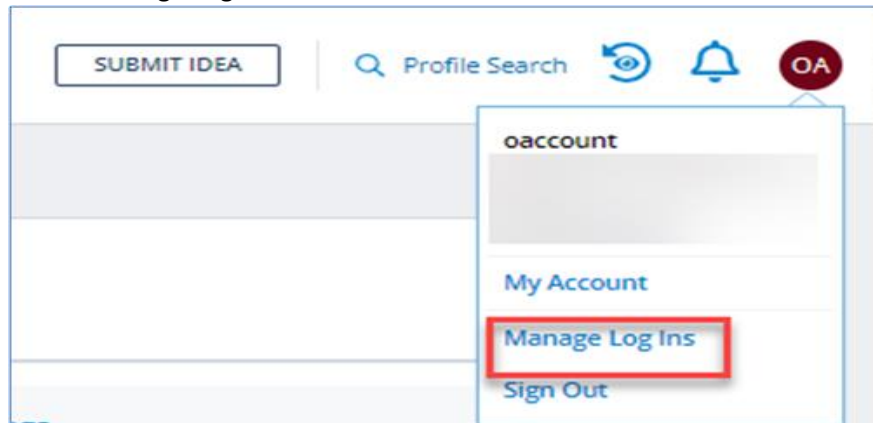 SUBMIT IDEA
Profile Search
OA
oaccount
My Account
Manage Log Ins
Sign Out